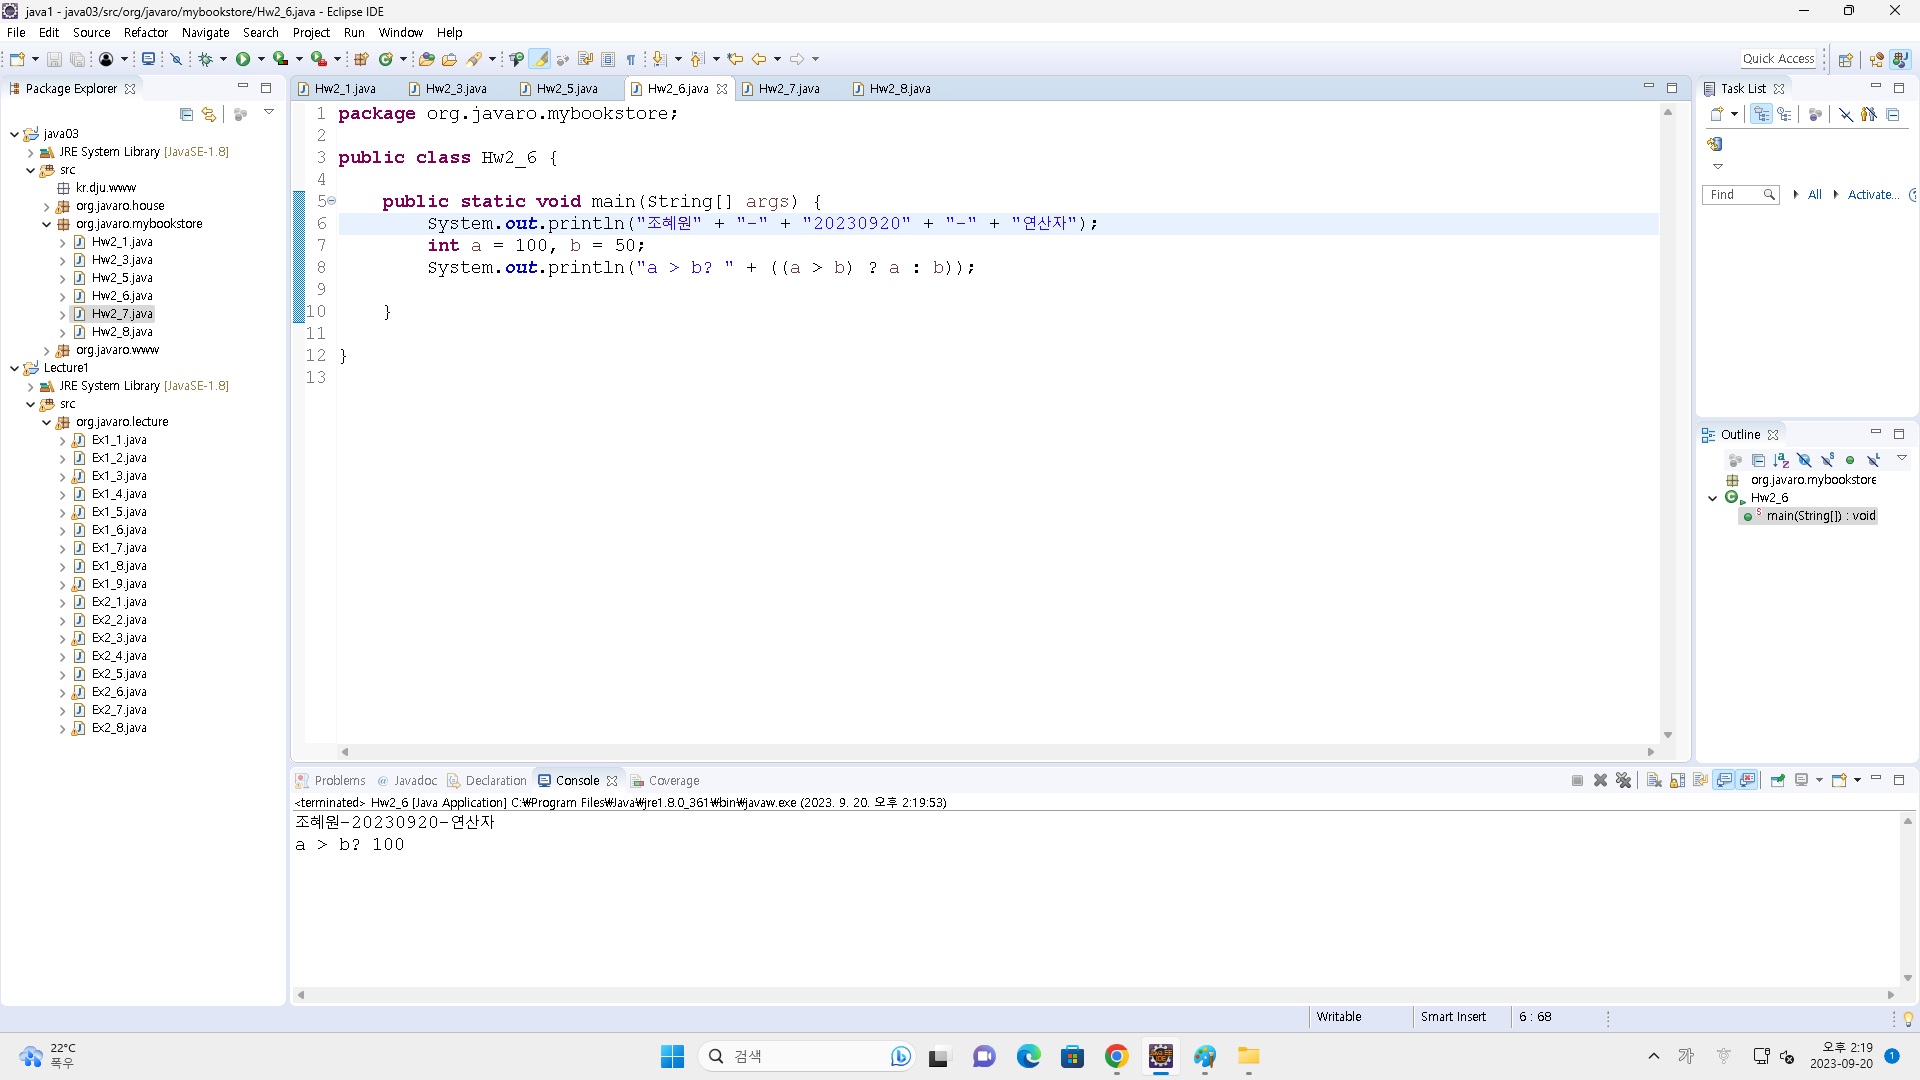 java1 - java03/src/org/javaro/mybookstore/Hw2_6.java - Eclipse IDE
File Edit Source Refactor Navigate Search Project Run Window Help
Quick Access
Package Explorer
java03
JRE System Library [JavaSE-1.8]
src
kr.dju.www
org.javaro.house
org.javaro.mybookstore
Hw2_1.java
Hw2_3.java
Hw2_5.java
Hw2_6.java
Hw2_7.java
Hw2_8.java
org.javaro.www
Lecture1
JRE System Library [JavaSE-1.8]
src
org.javaro.lecture
Ex1_1.java
Ex1_2.java
Ex1_3.java
Ex1_4.java
Ex1_5.java
Ex1_6.java
Ex1_7.java
Ex1_8.java
Ex1_9.java
Ex2_1.java
Ex2_2.java
Ex2_3.java
Ex2_4.java
Ex2_5.java
Ex2_6.java
Ex2_7.java
Ex2_8.java
Hw2_1.java Hw2_3.java Hw2_5.java Hw2_6.java Hw2_7.java Hw2_8.java
1 package org.javaro.mybookstore;
2
3 public class Hw2_6 {
4
5 public static void main(String[] args) {
6 System.out.println("조혜원" + "-" + "20230920" + "-" + "연산자");
7 int a = 100, b = 50;
8 System.out.println("a > b? " + ((a > b) ? a : b));
9
10 }
11
12 }
13
Task List
Find All Activate...
Outline
org.javaro.mybookstore
Hw2_6
main(String[]) : void
Problems Javadoc Declaration Console Coverage
<terminated> Hw2_6 [Java Application] C:₩Program Files₩Java₩jre1.8.0_361₩bin₩javaw.exe (2023. 9. 20. 오후 2:19:53)
조혜원-20230920-연산자
a > b? 100
Writable Smart Insert 6 : 68
22°C
폭우
검색
가
오후 2:19
2023-09-20
1